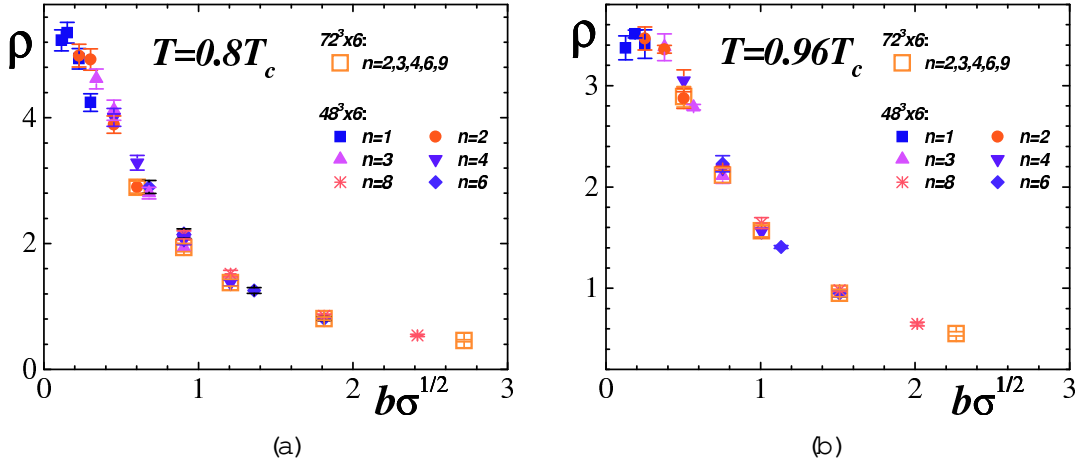 ρ
T=0.8T_c
72³x6:
n=2,3,4,6,9
48³x6:
n=1 n=2
n=3 n=4
n=8 n=6
4
2
0
0 1 2 3
bσ^1/2
(a)
ρ
T=0.96T_c
72³x6:
n=2,3,4,6,9
48³x6:
n=1 n=2
n=3 n=4
n=8 n=6
4
3
2
1
0 1 2 3
bσ^1/2
(b)